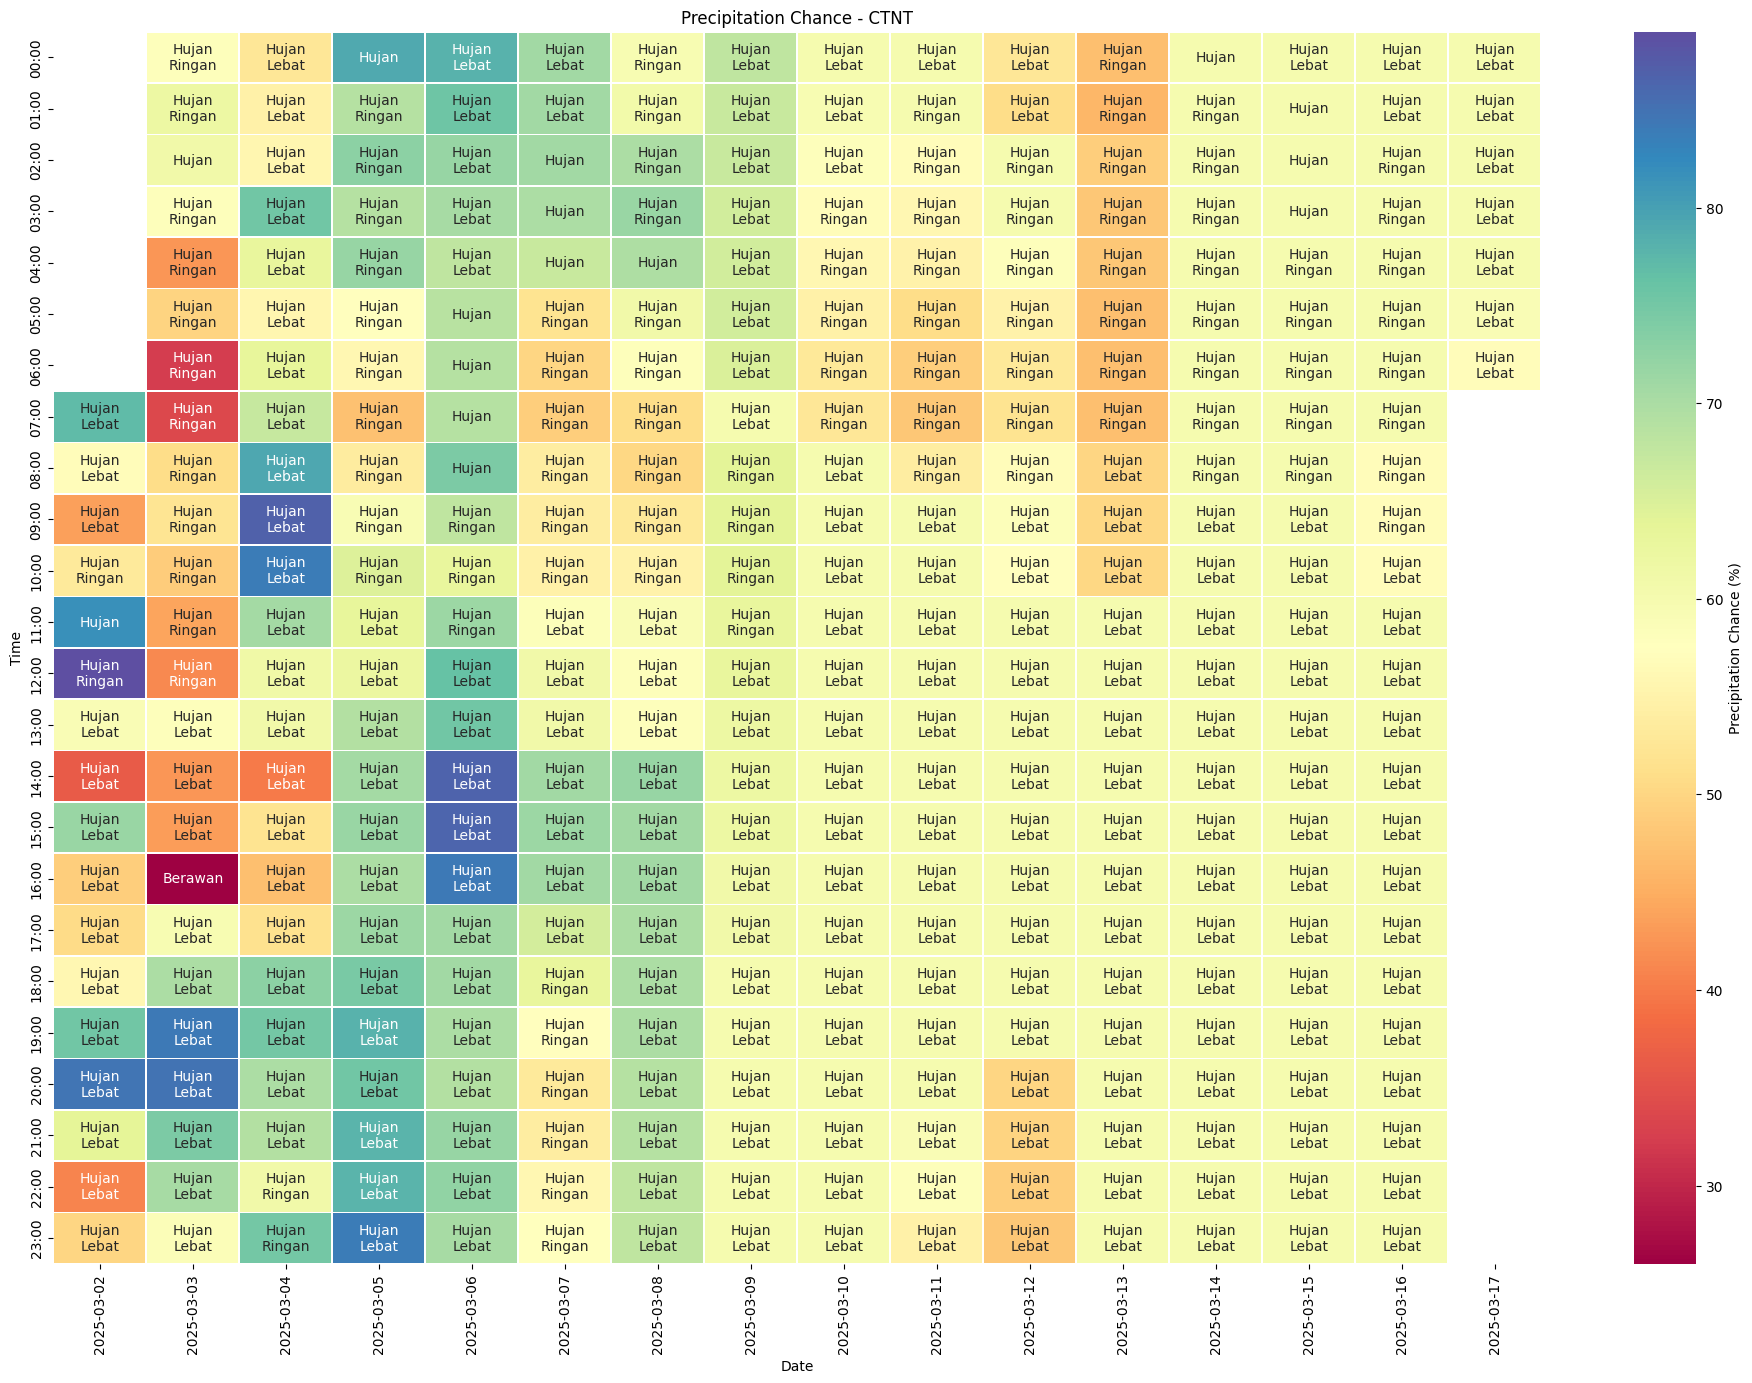 Precipitation Chance - CTNT
Time
00:00 Hujan Ringan Hujan Lebat Hujan Hujan Lebat Hujan Lebat Hujan Ringan Hujan Lebat Hujan Lebat Hujan Lebat Hujan Lebat Hujan Ringan Hujan Hujan Lebat Hujan Lebat Hujan Lebat
01:00 Hujan Ringan Hujan Lebat Hujan Ringan Hujan Lebat Hujan Lebat Hujan Ringan Hujan Lebat Hujan Lebat Hujan Ringan Hujan Lebat Hujan Ringan Hujan Ringan Hujan Hujan Lebat Hujan Lebat
02:00 Hujan Hujan Lebat Hujan Ringan Hujan Lebat Hujan Hujan Ringan Hujan Lebat Hujan Lebat Hujan Ringan Hujan Ringan Hujan Ringan Hujan Ringan Hujan Hujan Ringan Hujan Lebat
03:00 Hujan Ringan Hujan Lebat Hujan Ringan Hujan Lebat Hujan Hujan Ringan Hujan Lebat Hujan Ringan Hujan Ringan Hujan Ringan Hujan Ringan Hujan Ringan Hujan Hujan Ringan Hujan Lebat
04:00 Hujan Ringan Hujan Lebat Hujan Ringan Hujan Lebat Hujan Hujan Hujan Lebat Hujan Ringan Hujan Ringan Hujan Ringan Hujan Ringan Hujan Ringan Hujan Ringan Hujan Ringan Hujan Lebat
05:00 Hujan Ringan Hujan Lebat Hujan Ringan Hujan Hujan Ringan Hujan Ringan Hujan Lebat Hujan Ringan Hujan Ringan Hujan Ringan Hujan Ringan Hujan Ringan Hujan Ringan Hujan Ringan Hujan Lebat
06:00 Hujan Ringan Hujan Lebat Hujan Ringan Hujan Hujan Ringan Hujan Ringan Hujan Lebat Hujan Ringan Hujan Ringan Hujan Ringan Hujan Ringan Hujan Ringan Hujan Ringan Hujan Ringan Hujan Lebat
07:00 Hujan Lebat Hujan Ringan Hujan Lebat Hujan Ringan Hujan Hujan Ringan Hujan Ringan Hujan Lebat Hujan Ringan Hujan Ringan Hujan Ringan Hujan Ringan Hujan Ringan Hujan Ringan Hujan Ringan
08:00 Hujan Lebat Hujan Ringan Hujan Lebat Hujan Ringan Hujan Hujan Ringan Hujan Ringan Hujan Ringan Hujan Lebat Hujan Ringan Hujan Ringan Hujan Lebat Hujan Ringan Hujan Ringan Hujan Ringan
09:00 Hujan Lebat Hujan Ringan Hujan Lebat Hujan Ringan Hujan Ringan Hujan Ringan Hujan Ringan Hujan Ringan Hujan Lebat Hujan Lebat Hujan Lebat Hujan Lebat Hujan Lebat Hujan Lebat Hujan Ringan
10:00 Hujan Ringan Hujan Ringan Hujan Lebat Hujan Ringan Hujan Ringan Hujan Ringan Hujan Ringan Hujan Ringan Hujan Lebat Hujan Lebat Hujan Lebat Hujan Lebat Hujan Lebat Hujan Lebat Hujan Lebat
11:00 Hujan Hujan Ringan Hujan Lebat Hujan Lebat Hujan Ringan Hujan Lebat Hujan Lebat Hujan Ringan Hujan Lebat Hujan Lebat Hujan Lebat Hujan Lebat Hujan Lebat Hujan Lebat Hujan Lebat
12:00 Hujan Ringan Hujan Ringan Hujan Lebat Hujan Lebat Hujan Lebat Hujan Lebat Hujan Lebat Hujan Lebat Hujan Lebat Hujan Lebat Hujan Lebat Hujan Lebat Hujan Lebat Hujan Lebat Hujan Lebat
13:00 Hujan Lebat Hujan Lebat Hujan Lebat Hujan Lebat Hujan Lebat Hujan Lebat Hujan Lebat Hujan Lebat Hujan Lebat Hujan Lebat Hujan Lebat Hujan Lebat Hujan Lebat Hujan Lebat Hujan Lebat
14:00 Hujan Lebat Hujan Lebat Hujan Lebat Hujan Lebat Hujan Lebat Hujan Lebat Hujan Lebat Hujan Lebat Hujan Lebat Hujan Lebat Hujan Lebat Hujan Lebat Hujan Lebat Hujan Lebat Hujan Lebat
15:00 Hujan Lebat Hujan Lebat Hujan Lebat Hujan Lebat Hujan Lebat Hujan Lebat Hujan Lebat Hujan Lebat Hujan Lebat Hujan Lebat Hujan Lebat Hujan Lebat Hujan Lebat Hujan Lebat Hujan Lebat
16:00 Hujan Lebat Berawan Hujan Lebat Hujan Lebat Hujan Lebat Hujan Lebat Hujan Lebat Hujan Lebat Hujan Lebat Hujan Lebat Hujan Lebat Hujan Lebat Hujan Lebat Hujan Lebat Hujan Lebat
17:00 Hujan Lebat Hujan Lebat Hujan Lebat Hujan Lebat Hujan Lebat Hujan Lebat Hujan Lebat Hujan Lebat Hujan Lebat Hujan Lebat Hujan Lebat Hujan Lebat Hujan Lebat Hujan Lebat Hujan Lebat
18:00 Hujan Lebat Hujan Lebat Hujan Lebat Hujan Lebat Hujan Lebat Hujan Ringan Hujan Lebat Hujan Lebat Hujan Lebat Hujan Lebat Hujan Lebat Hujan Lebat Hujan Lebat Hujan Lebat Hujan Lebat
19:00 Hujan Lebat Hujan Lebat Hujan Lebat Hujan Lebat Hujan Lebat Hujan Ringan Hujan Lebat Hujan Lebat Hujan Lebat Hujan Lebat Hujan Lebat Hujan Lebat Hujan Lebat Hujan Lebat Hujan Lebat
20:00 Hujan Lebat Hujan Lebat Hujan Lebat Hujan Lebat Hujan Lebat Hujan Ringan Hujan Lebat Hujan Lebat Hujan Lebat Hujan Lebat Hujan Lebat Hujan Lebat Hujan Lebat Hujan Lebat Hujan Lebat
21:00 Hujan Lebat Hujan Lebat Hujan Lebat Hujan Lebat Hujan Lebat Hujan Ringan Hujan Lebat Hujan Lebat Hujan Lebat Hujan Lebat Hujan Lebat Hujan Lebat Hujan Lebat Hujan Lebat Hujan Lebat
22:00 Hujan Lebat Hujan Lebat Hujan Ringan Hujan Lebat Hujan Lebat Hujan Ringan Hujan Lebat Hujan Lebat Hujan Lebat Hujan Lebat Hujan Lebat Hujan Lebat Hujan Lebat Hujan Lebat Hujan Lebat
23:00 Hujan Lebat Hujan Lebat Hujan Ringan Hujan Lebat Hujan Lebat Hujan Ringan Hujan Lebat Hujan Lebat Hujan Lebat Hujan Lebat Hujan Lebat Hujan Lebat Hujan Lebat Hujan Lebat Hujan Lebat
2025-03-02 2025-03-03 2025-03-04 2025-03-05 2025-03-06 2025-03-07 2025-03-08 2025-03-09 2025-03-10 2025-03-11 2025-03-12 2025-03-13 2025-03-14 2025-03-15 2025-03-16 2025-03-17
Date
80
70
60
50
40
30
Precipitation Chance (%)